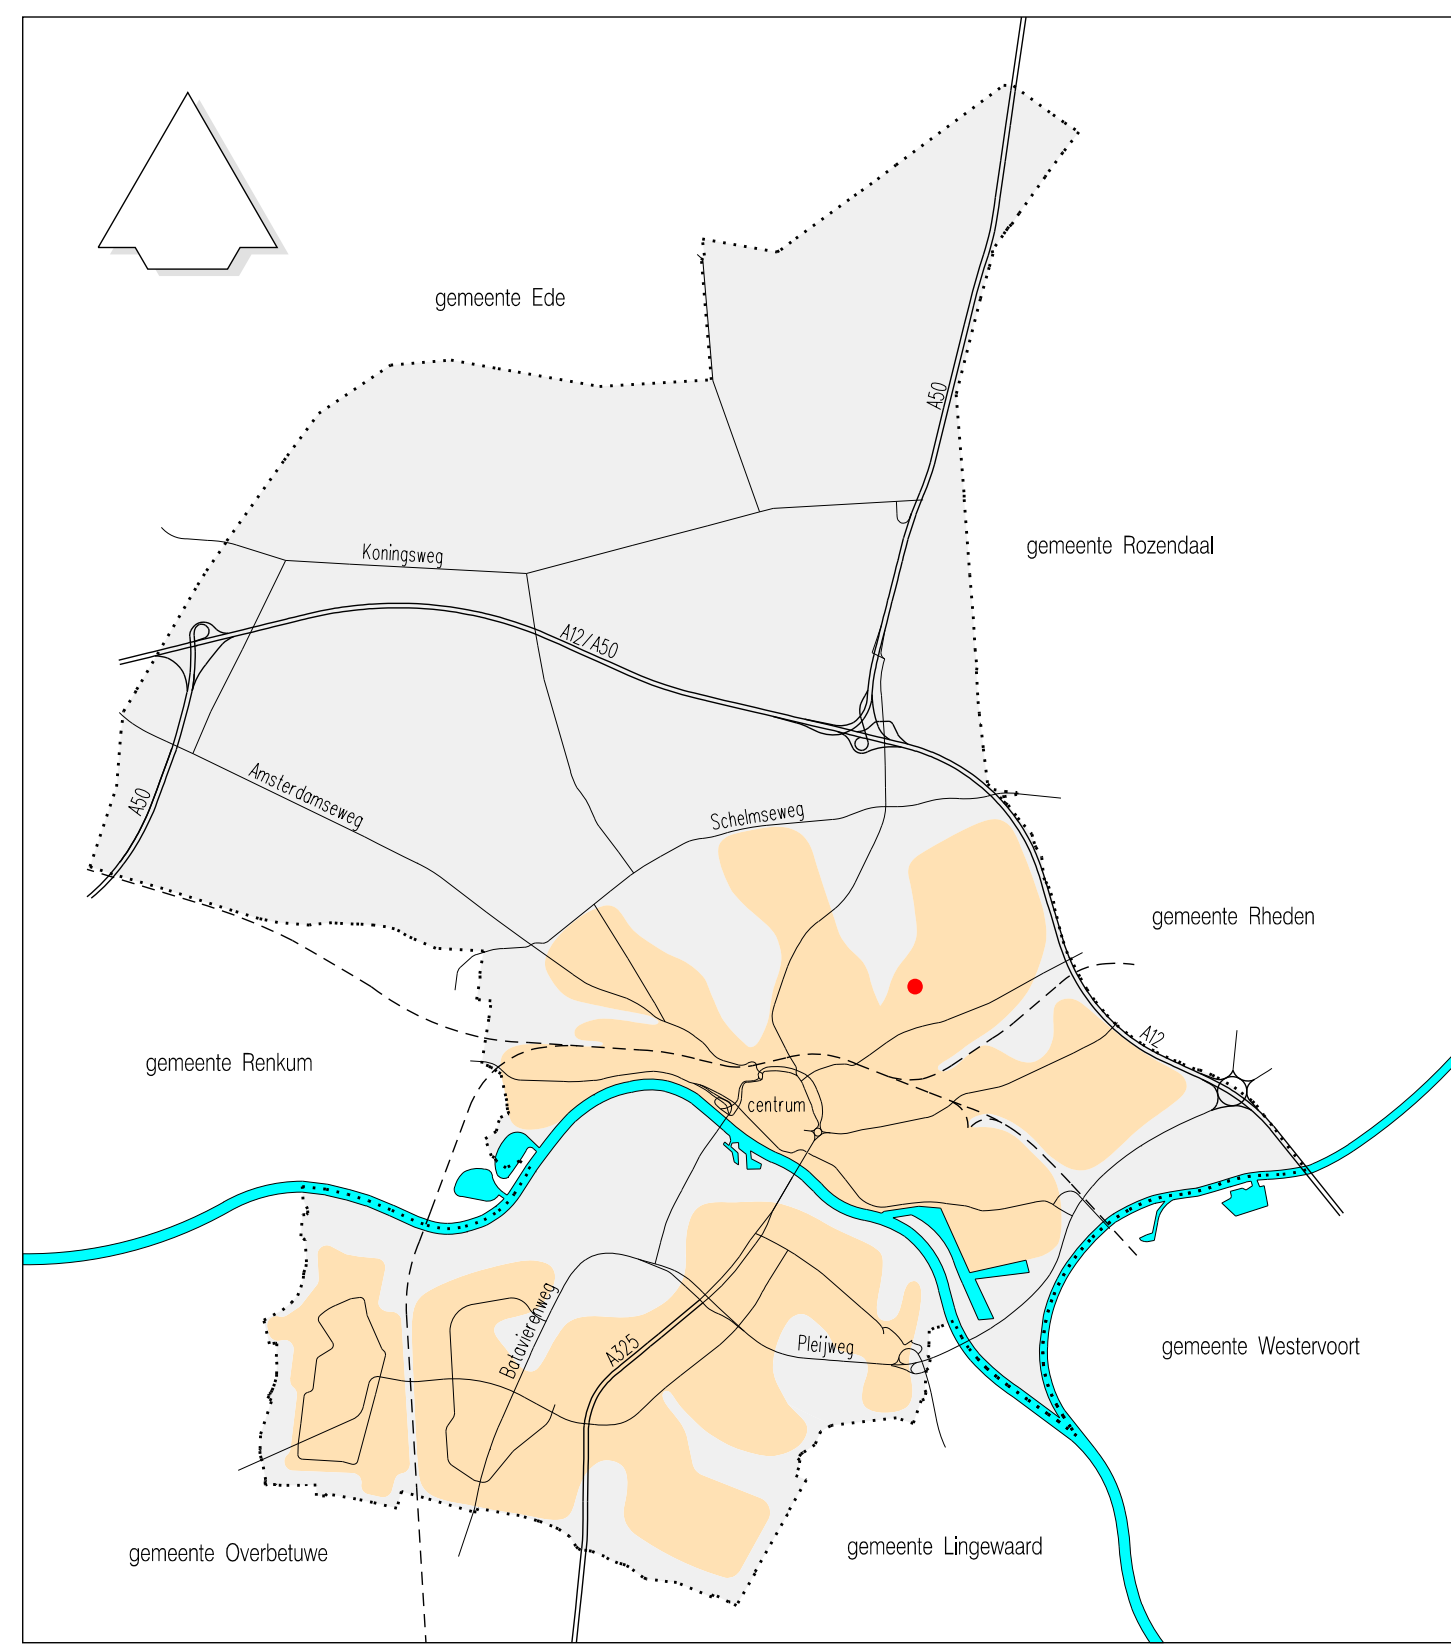 gemeente Ede
A50
gemeente Rozendaal
Koningsweg
A12/A50
Amsterdamseweg
A50
Schelmseweg
gemeente Rheden
A12
gemeente Renkum
centrum
Batavierenweg
A325
Pleijweg
gemeente Westervoort
gemeente Overbetuwe
gemeente Lingewaard